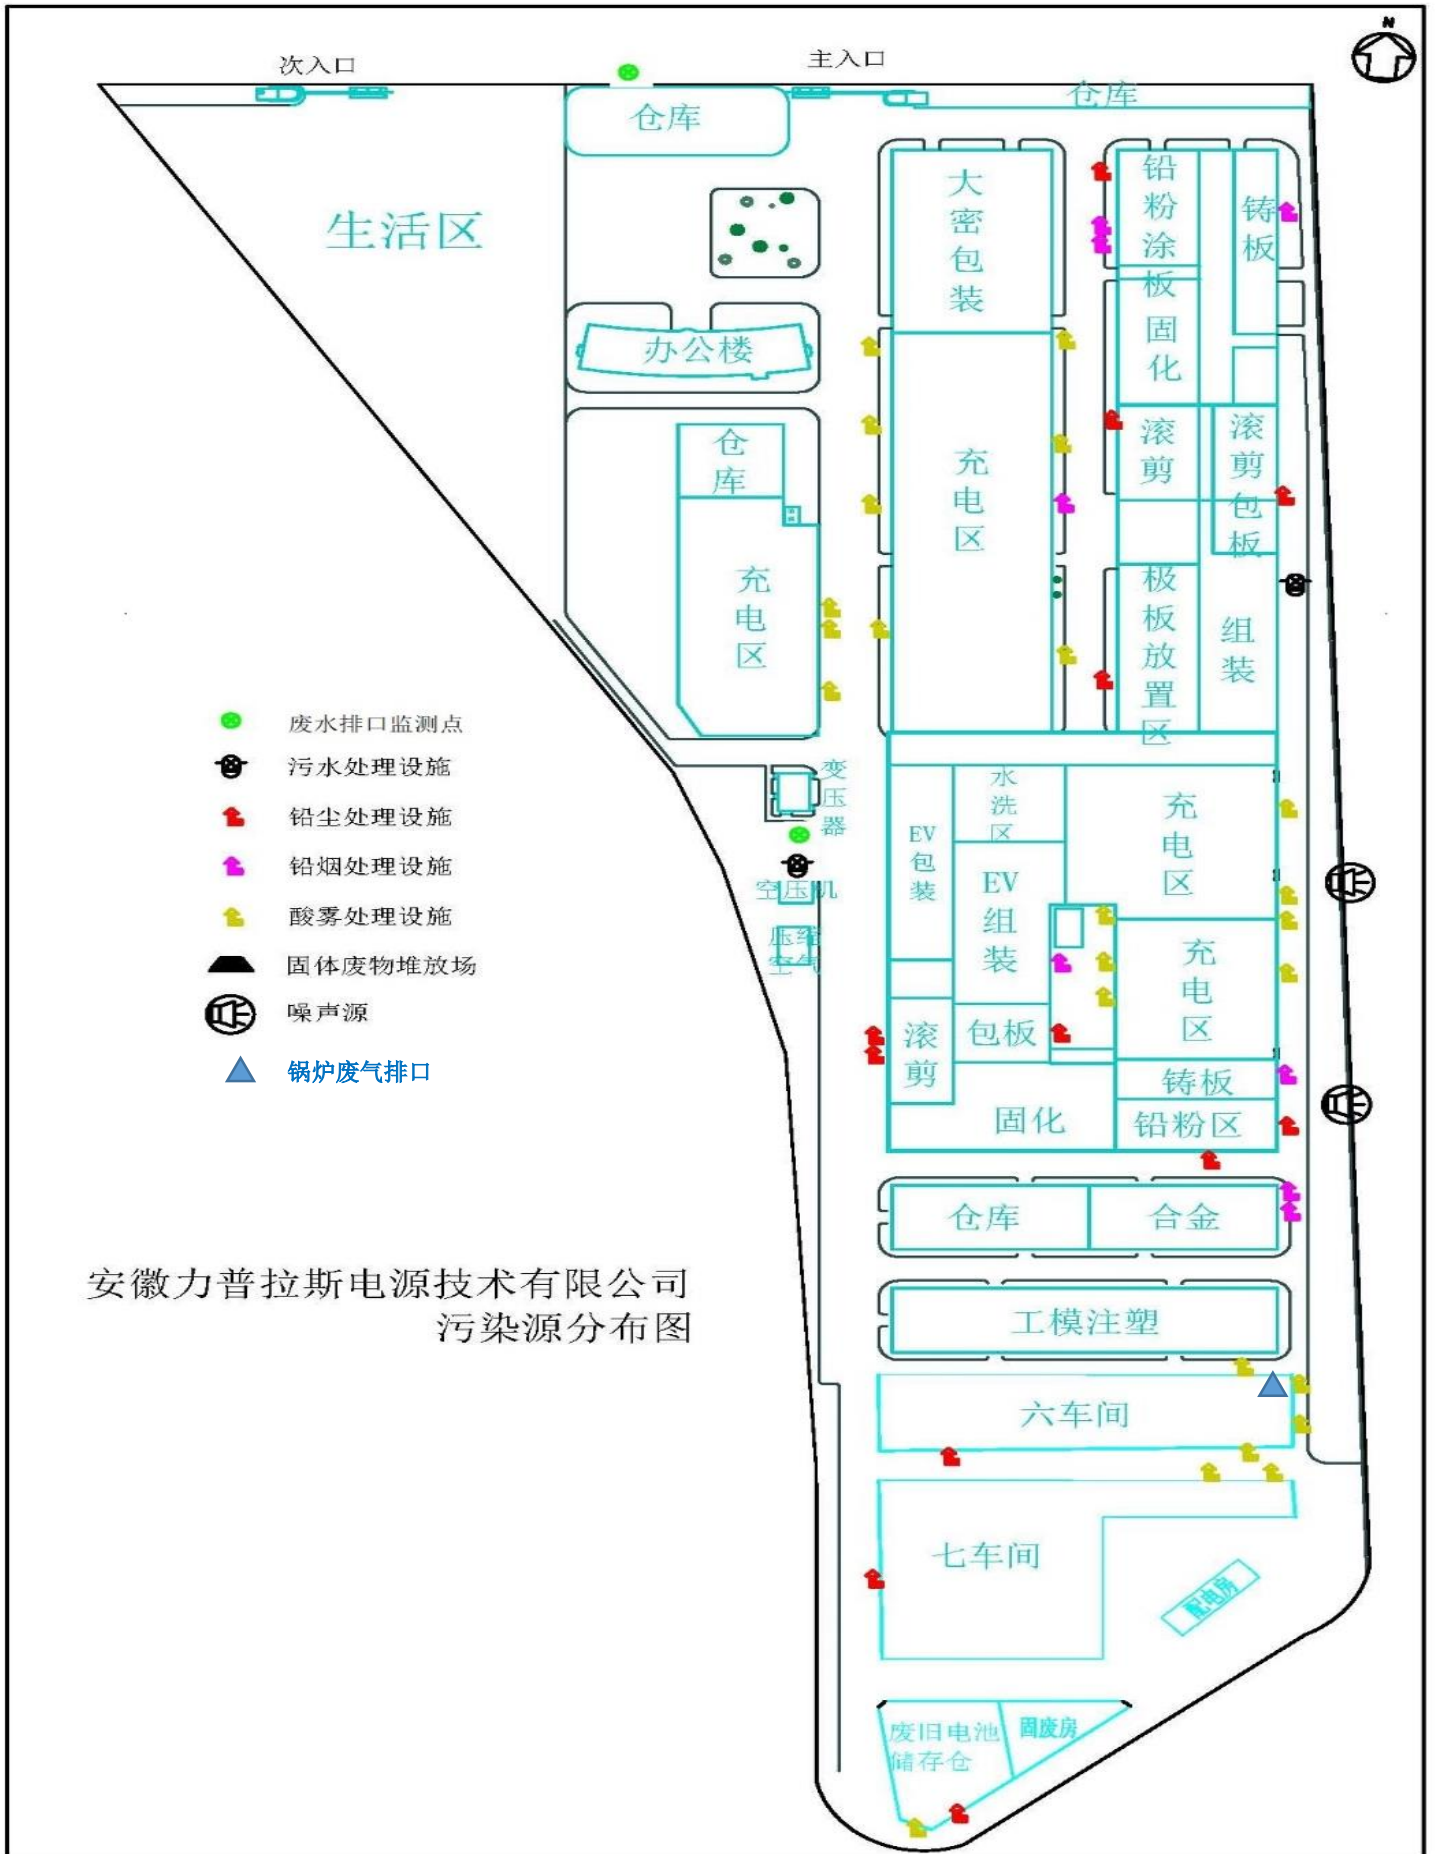 N
次入口
主入口
仓库
仓库
生活区
大密包装
铅粉涂板
铸板
固化
办公楼
仓库
充电区
充电区
滚剪
滚剪
包板
极板放置区
组装
废水排口监测点
污水处理设施
铅尘处理设施
铅烟处理设施
酸雾处理设施
固体废物堆放场
噪声源
锅炉废气排口
变压器
空压机
压缩空气
EV包装
水洗区
充电区
EV组装
充电区
滚剪
包板
铸板
固化
铅粉区
仓库
合金
安徽力普拉斯电源技术有限公司
污染源分布图
工模注塑
六车间
七车间
配电房
废旧电池
储存仓
固废房